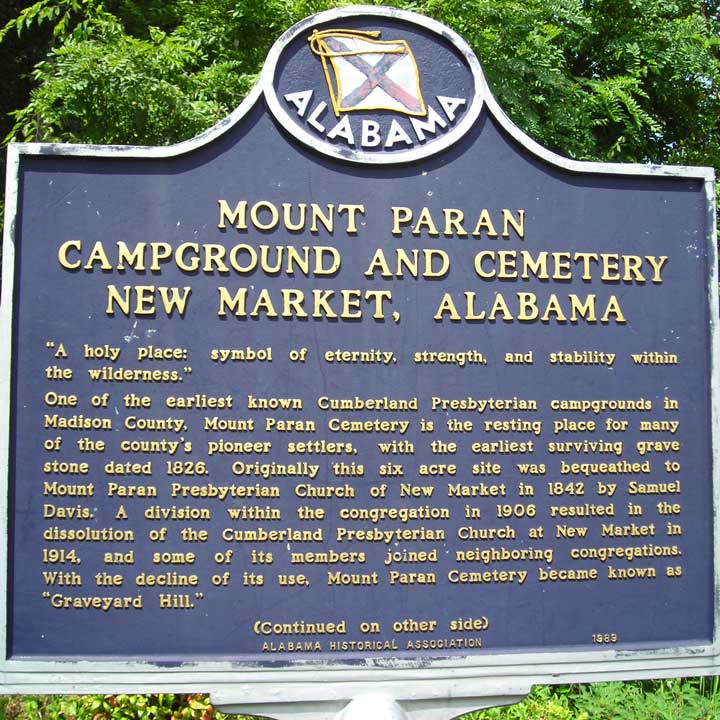 ALABAMA
MOUNT PARAN
CAMPGROUND AND CEMETERY
NEW MARKET, ALABAMA
"A holy place: symbol of eternity, strength, and stability within
the wilderness."
One of the earliest known Cumberland Presbyterian campgrounds in
Madison County, Mount Paran Cemetery is the resting place for many
of the county's pioneer settlers, with the earliest surviving grave
stone dated 1826. Originally this six acre site was bequeathed to
Mount Paran Presbyterian Church of New Market in 1842 by Samuel
Davis. A division within the congregation in 1906 resulted in the
dissolution of the Cumberland Presbyterian Church at New Market in
1914, and some of its members joined neighboring congregations.
With the decline of its use, Mount Paran Cemetery became known as
"Graveyard Hill."
(Continued on other side)
ALABAMA HISTORICAL ASSOCIATION 1989